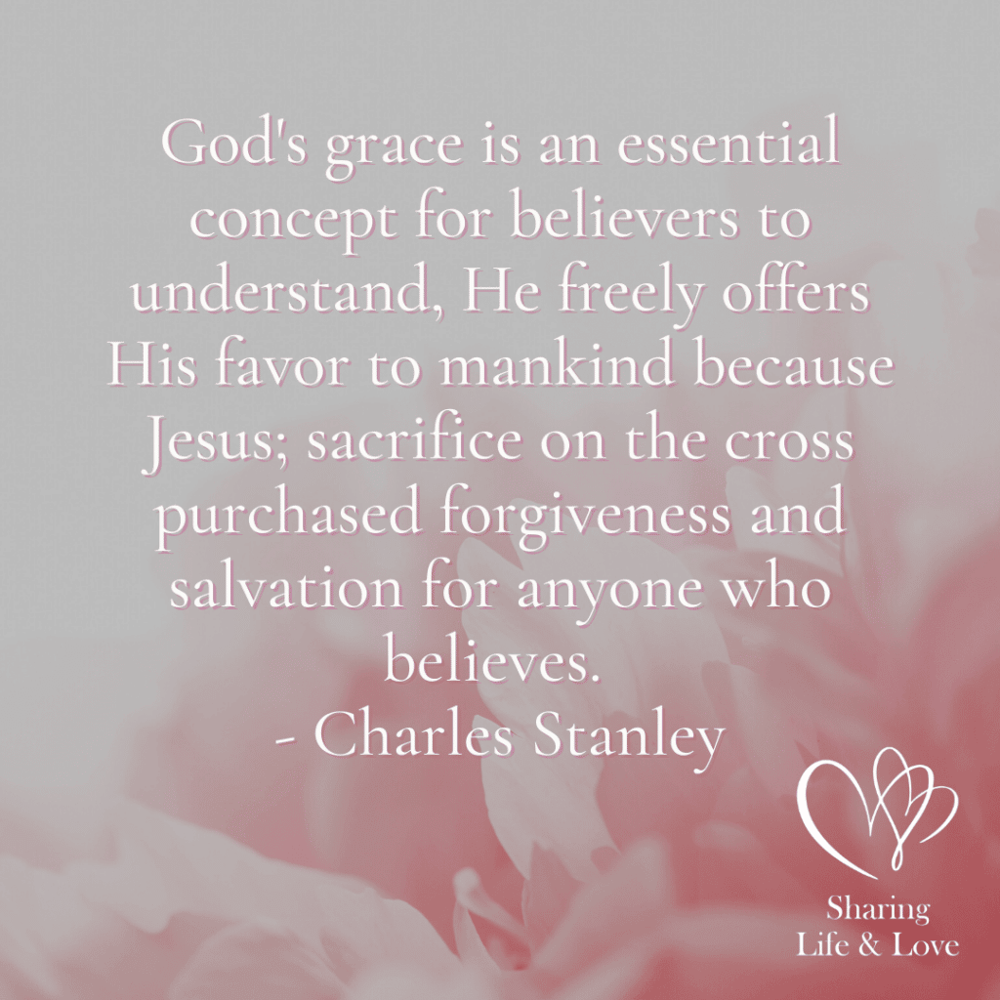 God's grace is an essential
concept for believers to
understand, He freely offers
His favor to mankind because
Jesus; sacrifice on the cross
purchased forgiveness and
salvation for anyone who
believes.
- Charles Stanley
Sharing
Life & Love